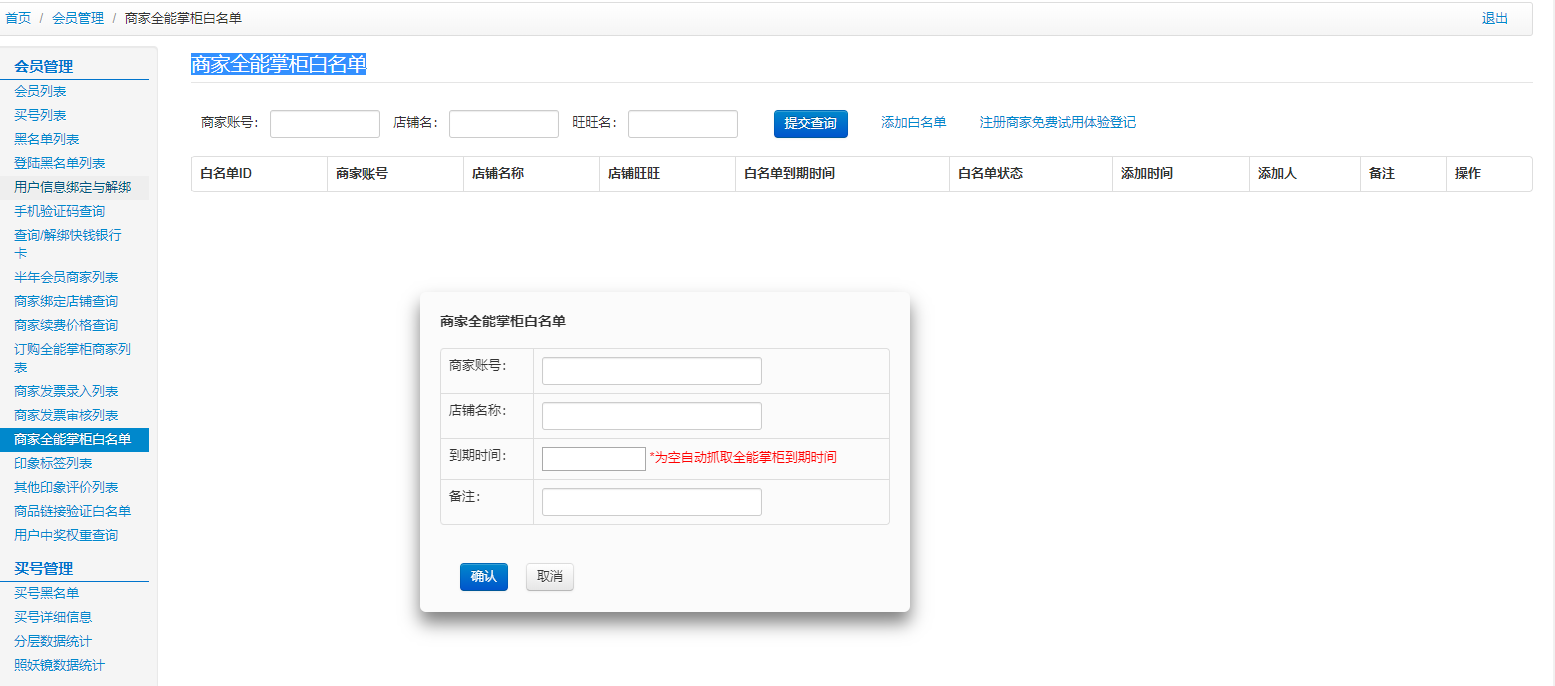 首页 / 会员管理 / 商家全能掌柜白名单 退出
会员管理
会员列表
买号列表
黑名单列表
登陆黑名单列表
用户信息绑定与解绑
手机验证码查询
查询/解绑快钱银行
卡
半年会员商家列表
商家绑定店铺查询
商家续费价格查询
订购全能掌柜商家列
表
商家发票录入列表
商家发票审核列表
商家全能掌柜白名单
印象标签列表
其他印象评价列表
商品链接验证白名单
用户中奖权重查询
买号管理
买号黑名单
买号详细信息
分层数据统计
照妖镜数据统计
商家全能掌柜白名单
商家账号: 店铺名: 旺旺名: 提交查询 添加白名单 注册商家免费试用体验登记
白名单ID 商家账号 店铺名称 店铺旺旺 白名单到期时间 白名单状态 添加时间 添加人 备注 操作
商家全能掌柜白名单
商家账号:
店铺名称:
到期时间: *为空自动抓取全能掌柜到期时间
备注:
确认 取消